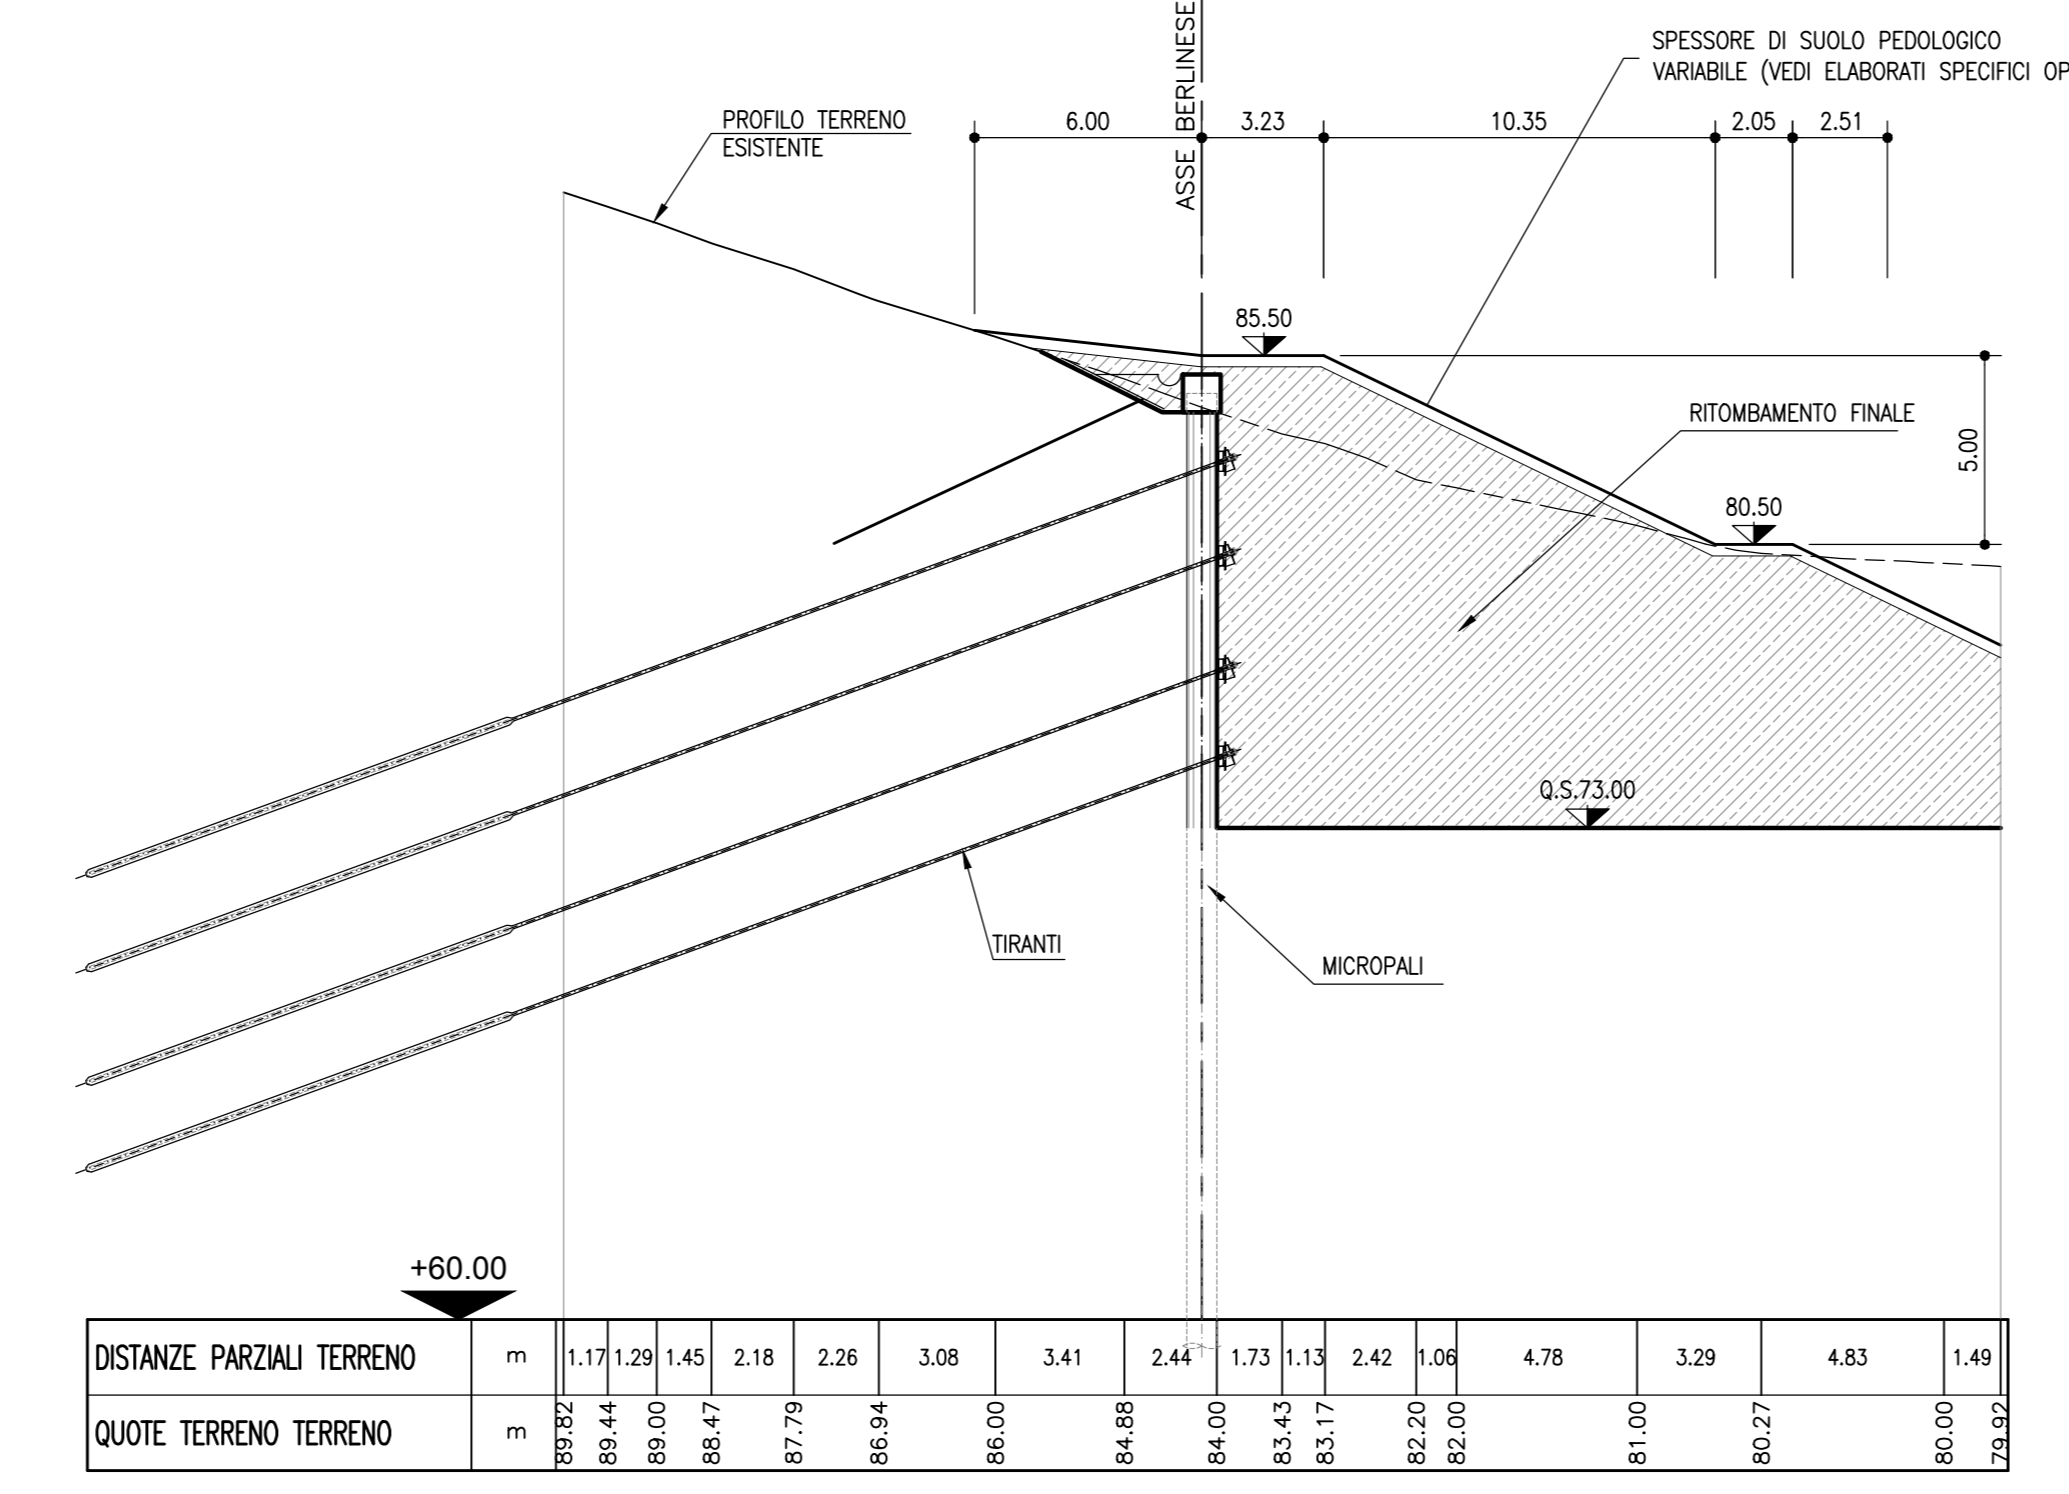 SPESSORE DI SUOLO PEDOLOGICO
VARIABILE (VEDI ELABORATI SPECIFICI
ASSE BERLINESE
PROFILO TERRENO
ESISTENTE
6.00
3.23
10.35
2.05
2.51
85.50
RITOMBAMENTO FINALE
5.00
80.50
Q.S.73.00
TIRANTI
MICROPALI
+60.00
DISTANZE PARZIALI TERRENO m 1.17 1.29 1.45 2.18 2.26 3.08 3.41 2.44 1.73 1.13 2.42 1.06 4.78 3.29 4.83 1.49
QUOTE TERRENO TERRENO m 89.82 89.44 89.00 88.47 87.79 86.94 86.00 84.88 84.00 83.43 83.17 82.20 82.00 81.00 80.27 80.00 79.92